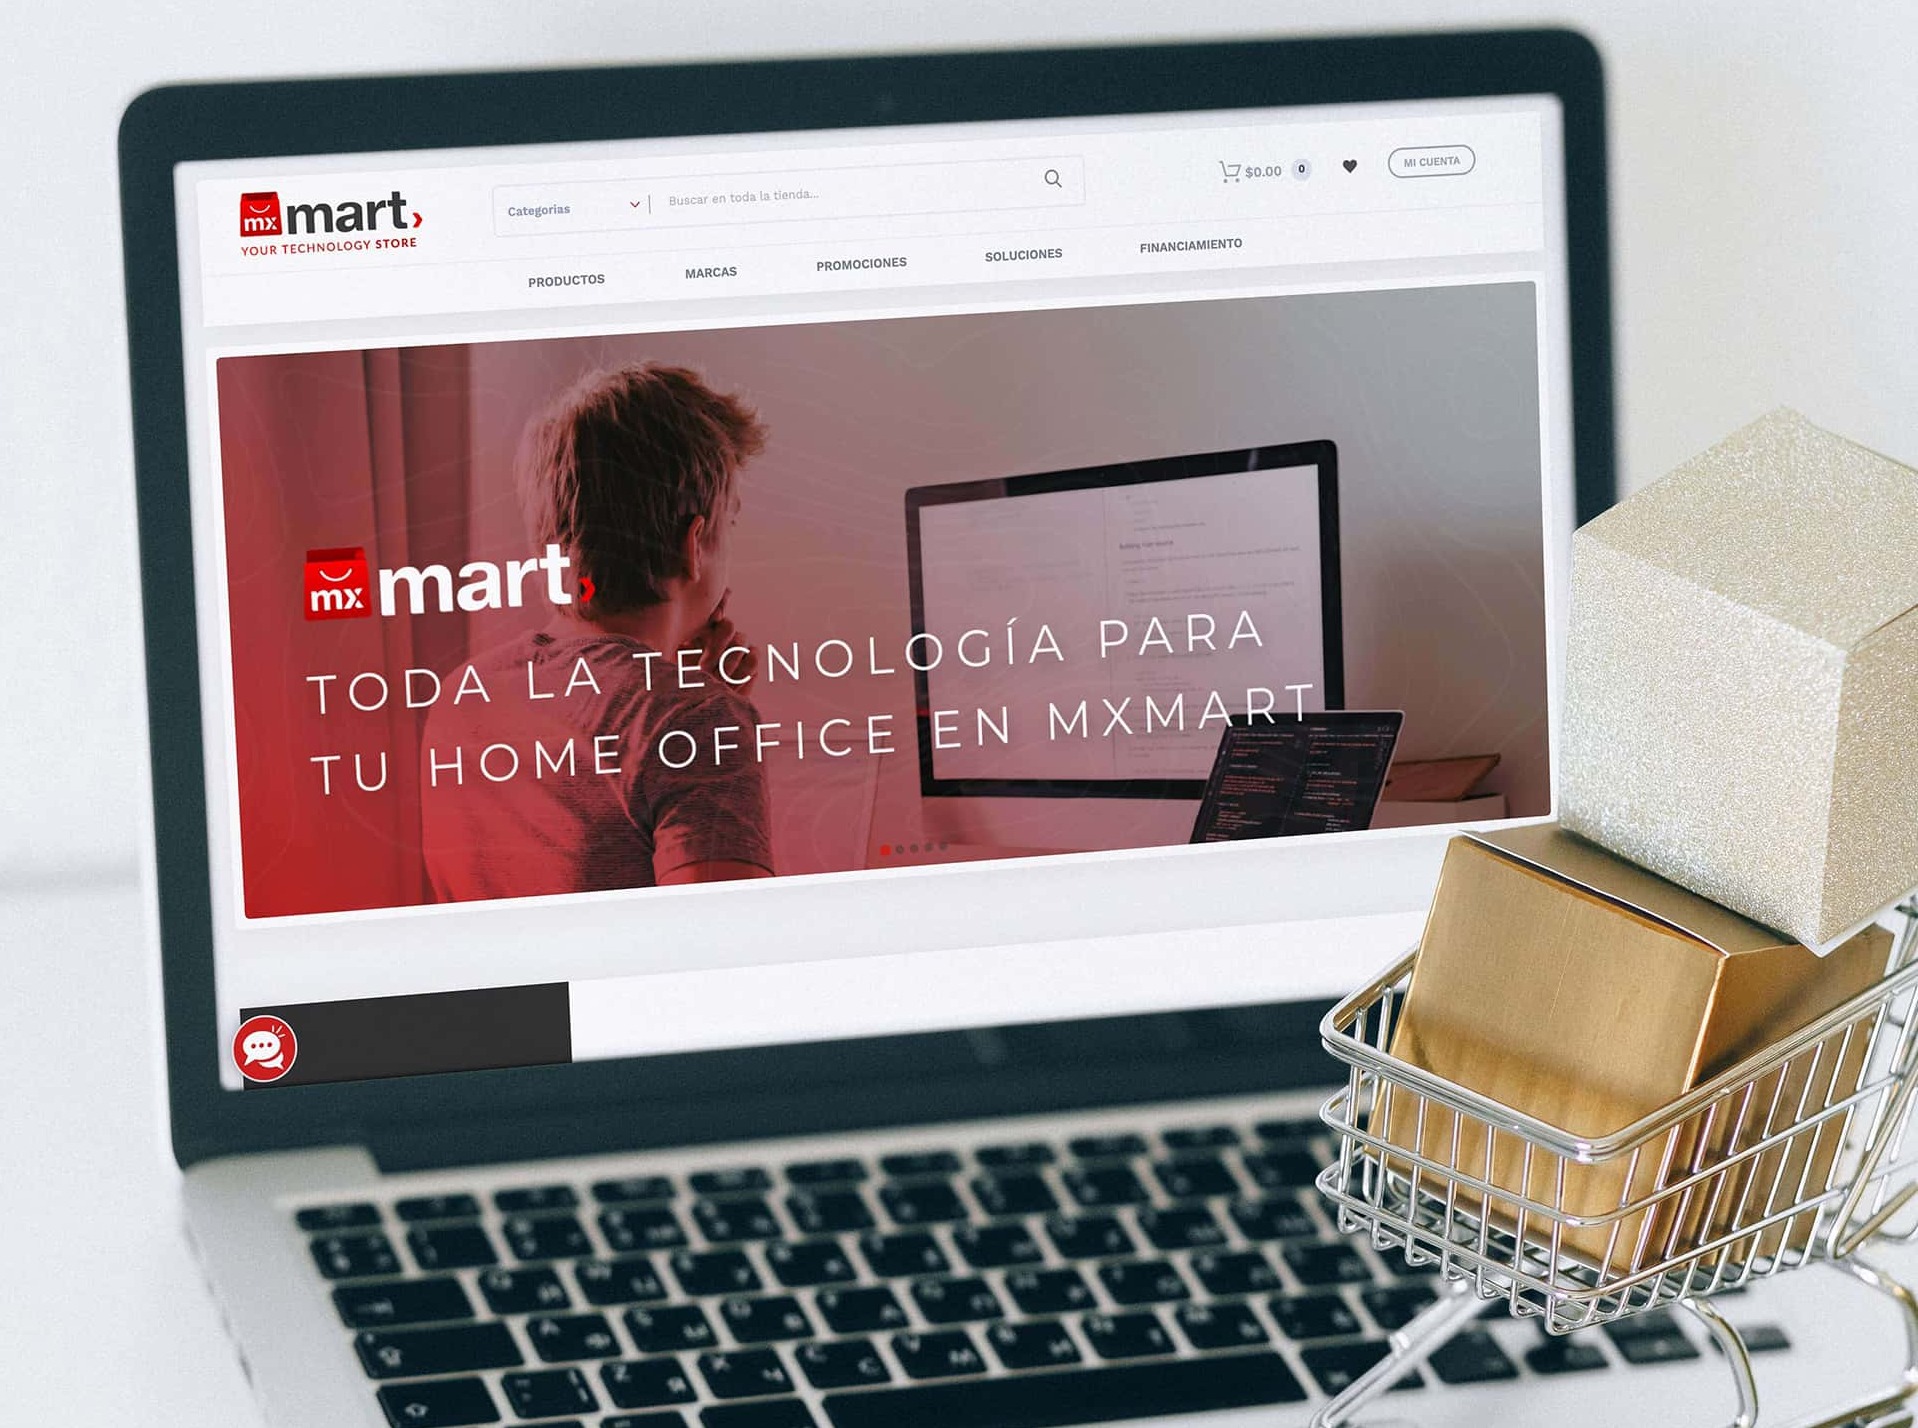 mx mart
YOUR TECHNOLOGY STORE
Categorias
Buscar en toda la tienda...
$0.00 0
MI CUENTA
PRODUCTOS
MARCAS
PROMOCIONES
SOLUCIONES
FINANCIAMIENTO
mx mart
TODA LA TECNOLOGÍA PARA
TU HOME OFFICE EN MXMART